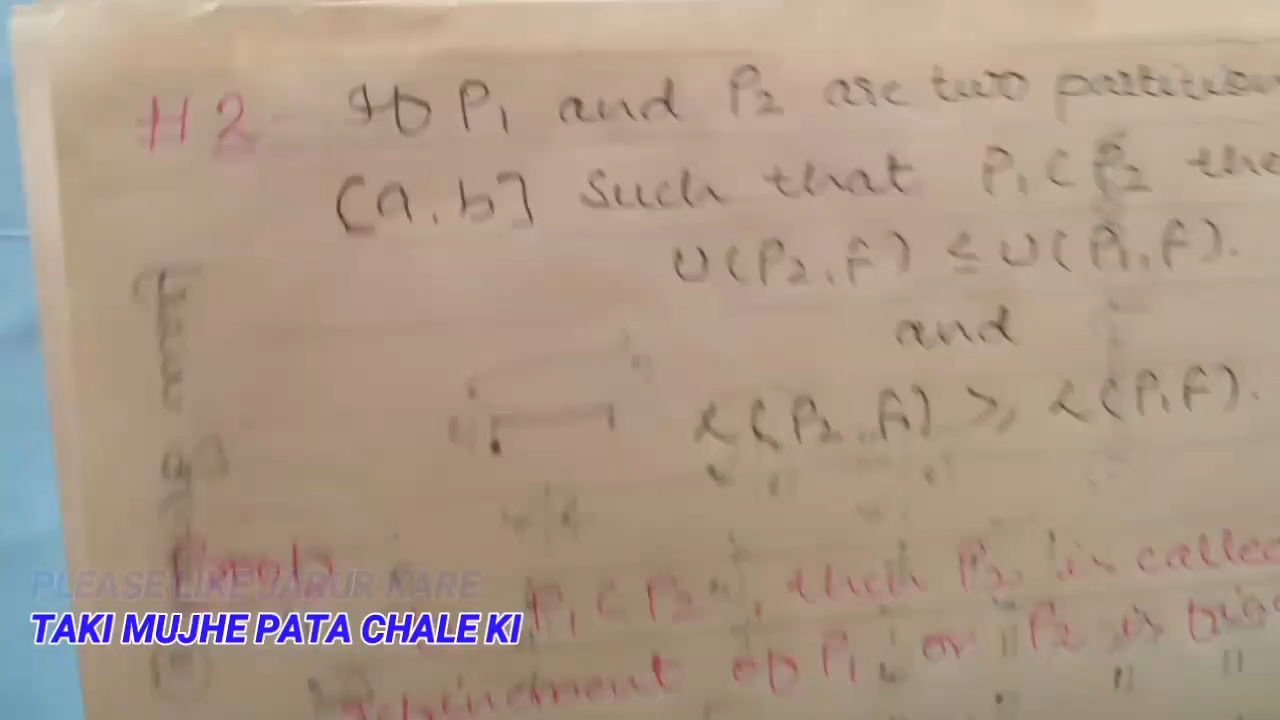 H2 If P₁ and P₂ are two partition
[a,b] such that P₁ ⊂ P₂ the
U(P₂,f) ≤ U(P₁,f).
and
L(P₂,f) ≥ L(P₁,f).
P₁ ⊂ P₂, then P₂ is called
refinement of P₁ or P₂ is
PLEASE LIKE JARUR KARE
TAKI MUJHE PATA CHALE KI